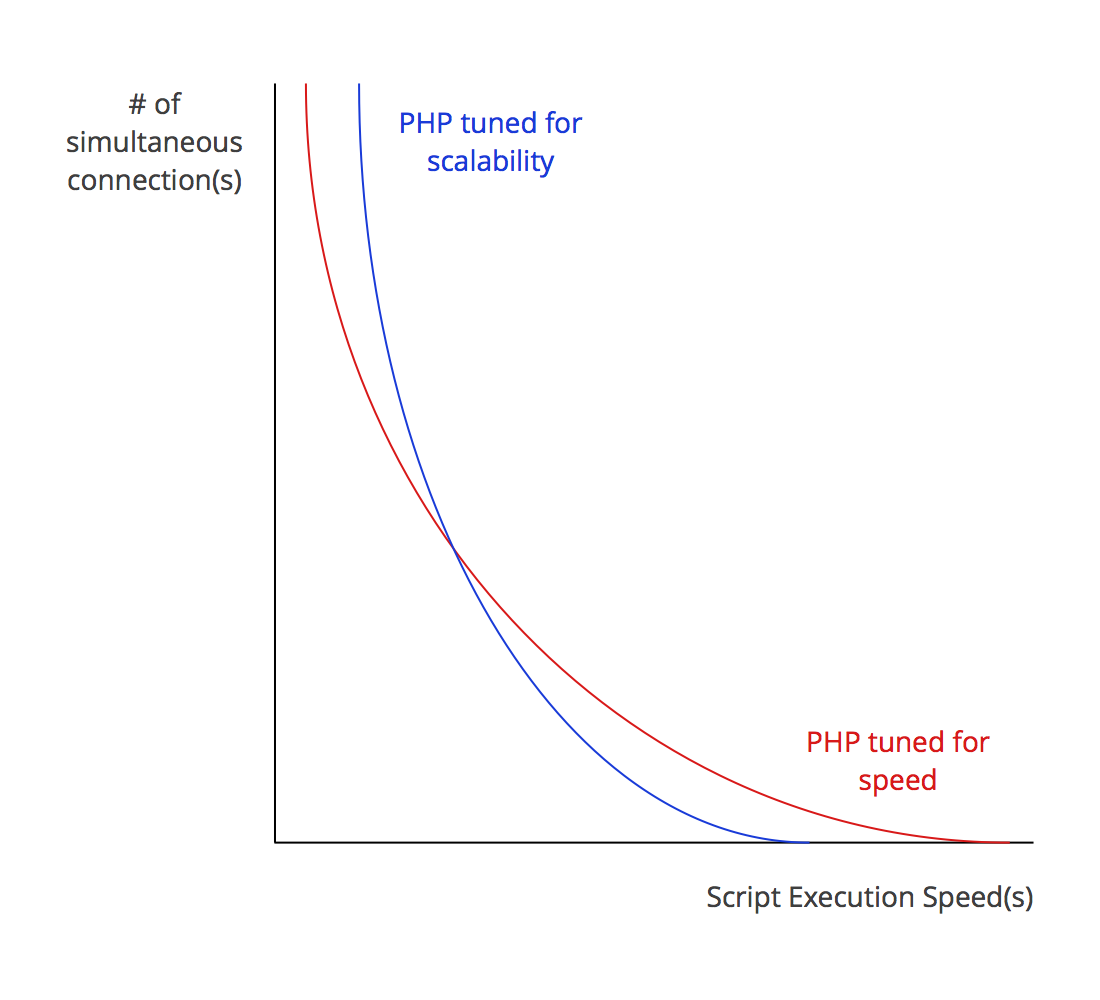 # of
simultaneous
connection(s)
PHP tuned for
scalability
PHP tuned for
speed
Script Execution Speed(s)